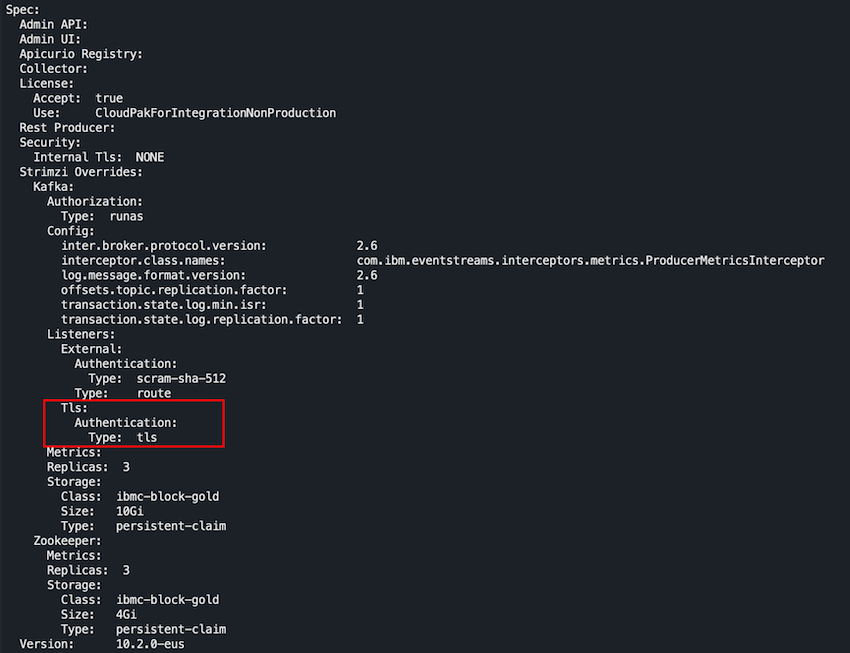 Spec:
  Admin API:
  Admin UI:
  Apicurio Registry:
  Collector:
  License:
    Accept:  true
    Use:     CloudPakForIntegrationNonProduction
  Rest Producer:
  Security:
    Internal Tls:  NONE
  Strimzi Overrides:
    Kafka:
      Authorization:
        Type:  runas
      Config:
        inter.broker.protocol.version:             2.6
        interceptor.class.names:                   com.ibm.eventstreams.interceptors.metrics.ProducerMetricsInterceptor
        log.message.format.version:                2.6
        offsets.topic.replication.factor:          1
        transaction.state.log.min.isr:             1
        transaction.state.log.replication.factor:  1
      Listeners:
        External:
          Authentication:
            Type:  scram-sha-512
          Type:    route
        Tls:
          Authentication:
            Type:  tls
      Metrics:
      Replicas:  3
      Storage:
        Class:  ibmc-block-gold
        Size:   10Gi
        Type:   persistent-claim
    Zookeeper:
      Metrics:
      Replicas:  3
      Storage:
        Class:  ibmc-block-gold
        Size:   4Gi
        Type:   persistent-claim
  Version:      10.2.0-eus